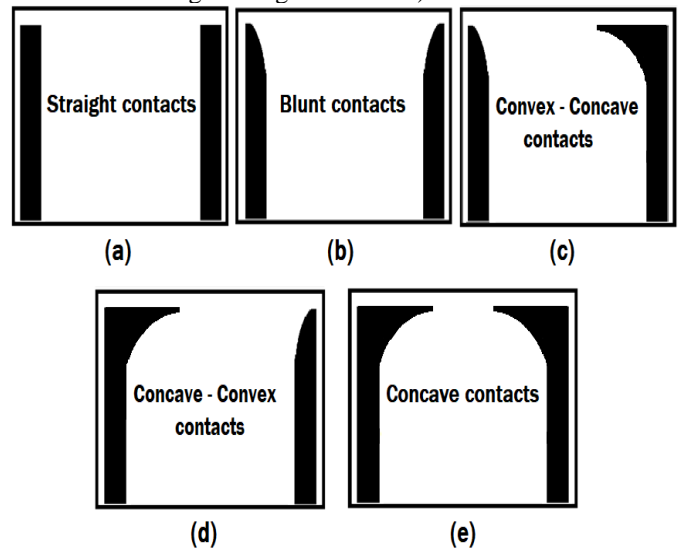 Straight contacts
Blunt contacts
Convex - Concave
contacts
(a)
(b)
(c)
Concave - Convex
contacts
Concave contacts
(d)
(e)